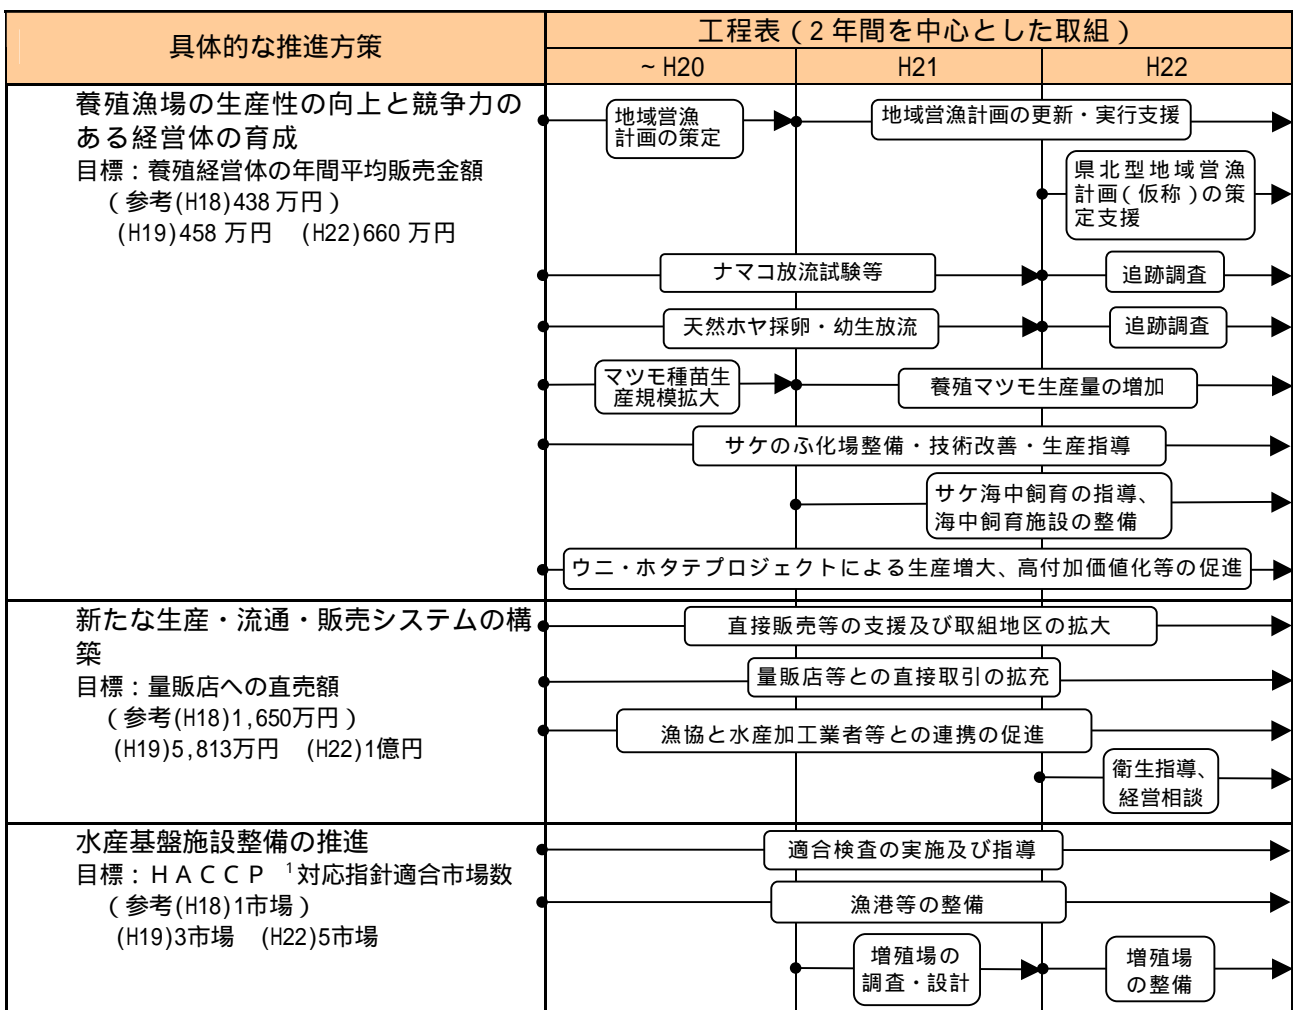 具体的な推進方策
工程表（２年間を中心とした取組）
～H20
H21
H22
養殖漁場の生産性の向上と競争力の
ある経営体の育成
目標：養殖経営体の年間平均販売金額
（参考(H18)438万円）
(H19)458万円　(H22)660万円
地域営漁
計画の策定
地域営漁計画の更新・実行支援
県北型地域営漁
計画(仮称)の策
定支援
ナマコ放流試験等
追跡調査
天然ホヤ採卵・幼生放流
追跡調査
マツモ種苗生
産規模拡大
養殖マツモ生産量の増加
サケのふ化場整備・技術改善・生産指導
サケ海中飼育の指導、
海中飼育施設の整備
ウニ・ホタテプロジェクトによる生産増大、高付加価値化等の促進
新たな生産・流通・販売システムの構
築
目標：量販店への直売額
（参考(H18)1,650万円）
(H19)5,813万円　(H22)1億円
直接販売等の支援及び取組地区の拡大
量販店等との直接取引の拡充
漁協と水産加工業者等との連携の促進
衛生指導、
経営相談
水産基盤施設整備の推進
目標：ＨＡＣＣＰ　1対応指針適合市場数
（参考(H18)1市場）
(H19)3市場　(H22)5市場
適合検査の実施及び指導
漁港等の整備
増殖場の
調査・設計
増殖場
の整備